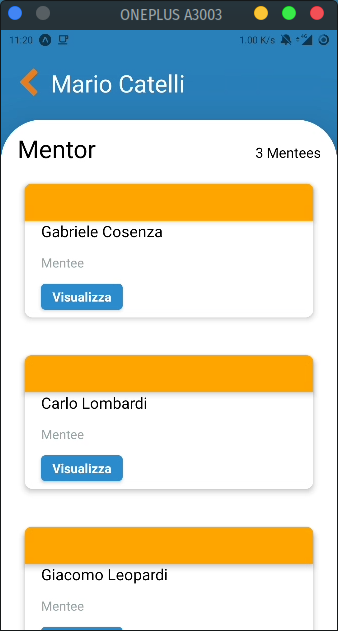 ONEPLUS A3003
11:20
1.00 K/s
Mario Catelli
Mentor
3 Mentees
Gabriele Cosenza
Mentee
Visualizza
Carlo Lombardi
Mentee
Visualizza
Giacomo Leopardi
Mentee